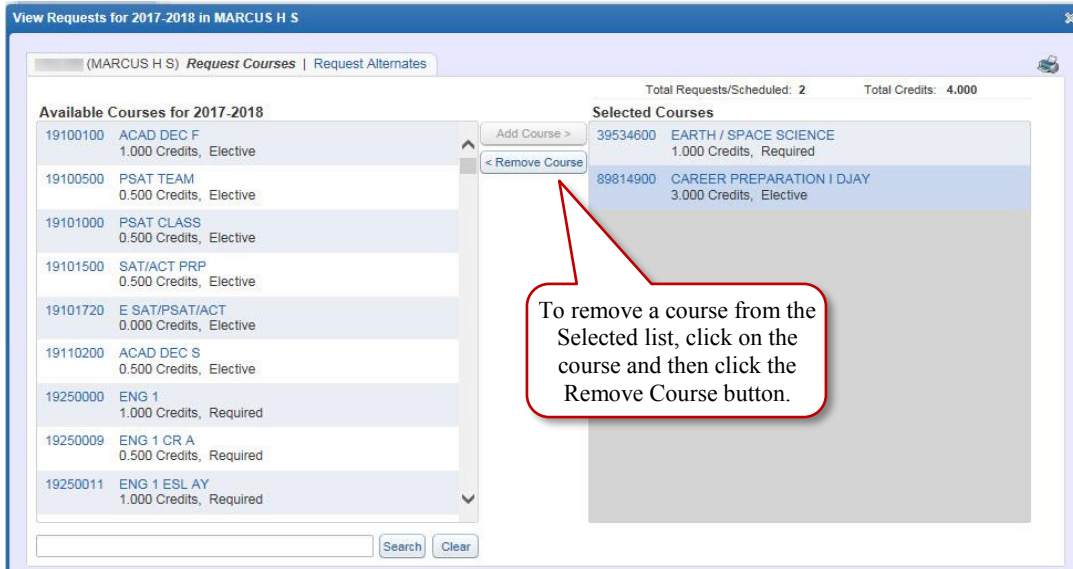 View Requests for 2017-2018 in MARCUS H S
(MARCUS H S) Request Courses | Request Alternates
Total Requests/Scheduled: 2 Total Credits: 4.000
Available Courses for 2017-2018
19100100 ACAD DEC F
1.000 Credits, Elective
19100500 PSAT TEAM
0.500 Credits, Elective
19101000 PSAT CLASS
0.500 Credits, Elective
19101500 SAT/ACT PRP
0.500 Credits, Elective
19101720 E SAT/PSAT/ACT
0.000 Credits, Elective
19110200 ACAD DEC S
0.500 Credits, Elective
19250000 ENG 1
1.000 Credits, Required
19250009 ENG 1 CR A
0.500 Credits, Required
19250011 ENG 1 ESL AY
1.000 Credits, Required
Search Clear
Add Course >
< Remove Course
Selected Courses
39534600 EARTH / SPACE SCIENCE
1.000 Credits, Required
89814900 CAREER PREPARATION I DJAY
3.000 Credits, Elective
To remove a course from the
Selected list, click on the
course and then click the
Remove Course button.